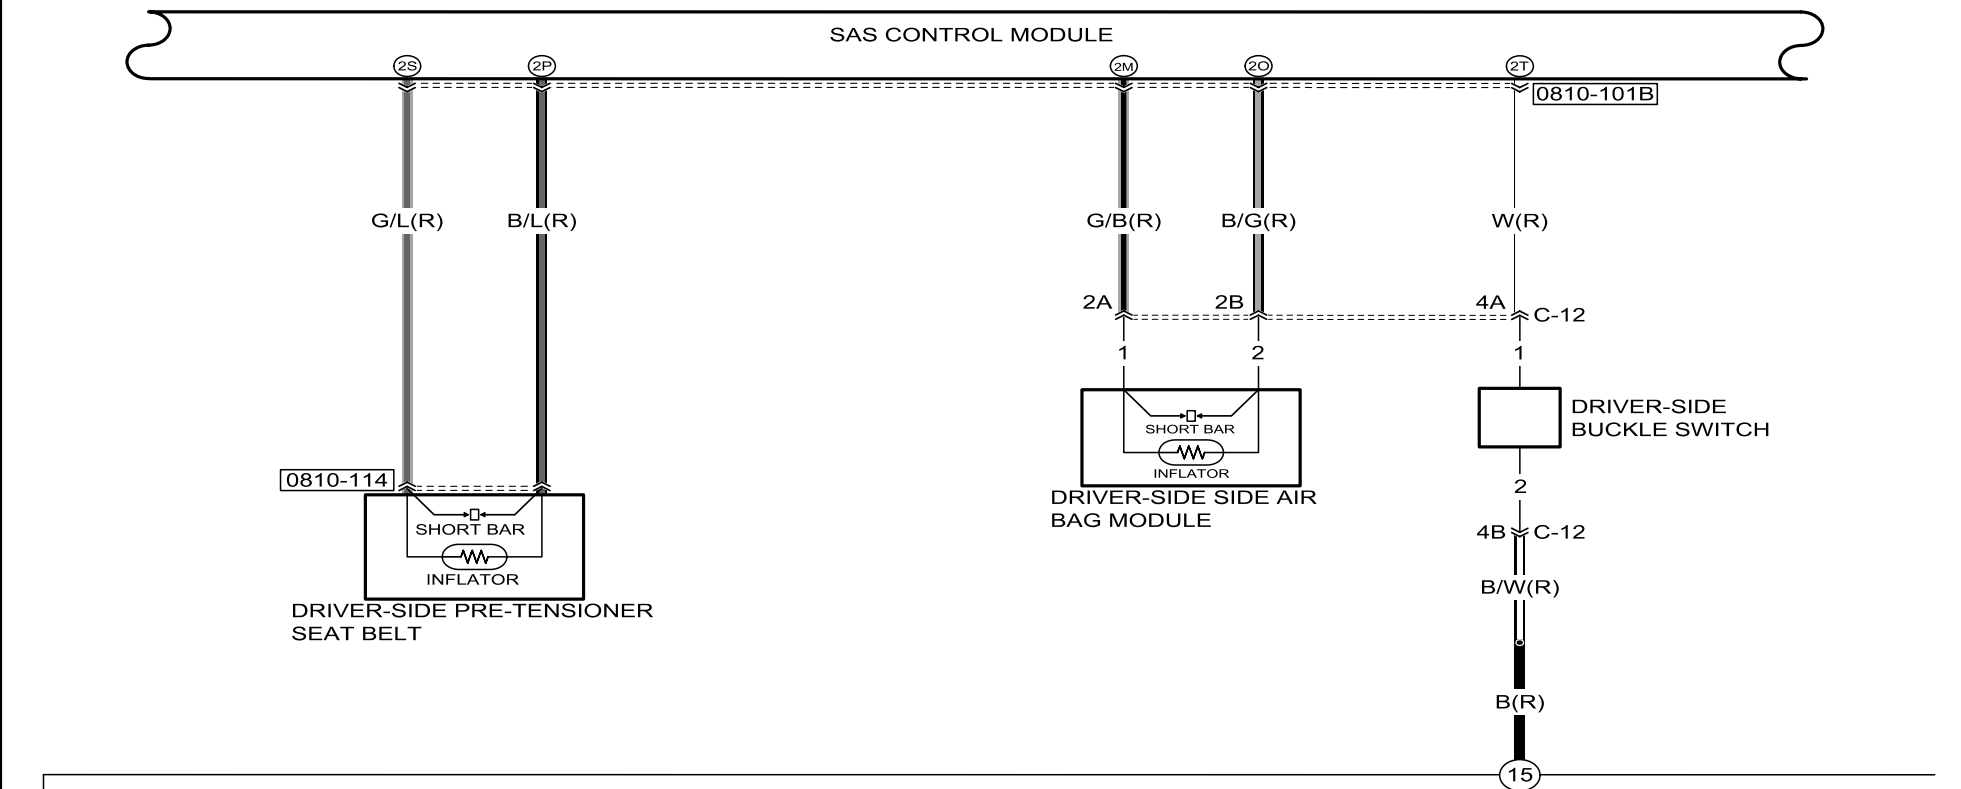 SAS CONTROL MODULE
2S 2P 2M 2O 2T
0810-101B
G/L(R) B/L(R) G/B(R) B/G(R) W(R)
2A 2B 4A C-12
1 2 1
DRIVER-SIDE
BUCKLE SWITCH
SHORT BAR
INFLATOR
DRIVER-SIDE SIDE AIR
BAG MODULE
0810-114
SHORT BAR
INFLATOR
DRIVER-SIDE PRE-TENSIONER
SEAT BELT
2
4B C-12
B/W(R)
B(R)
15